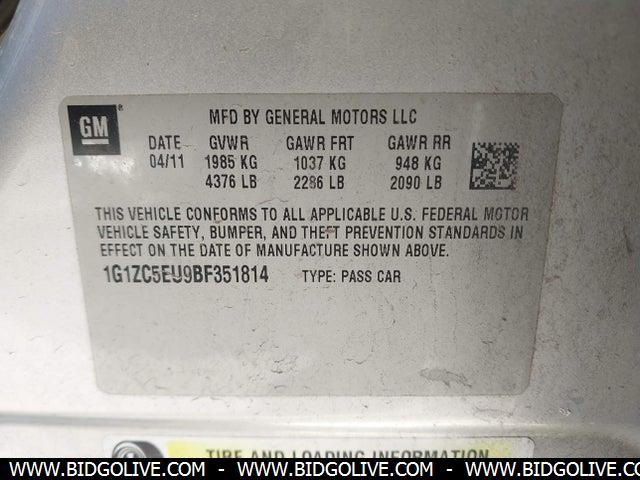 GM
®
MFD BY GENERAL MOTORS LLC
DATE GVWR GAWR FRT GAWR RR
04/11 1985 KG 1037 KG 948 KG
4376 LB 2286 LB 2090 LB
THIS VEHICLE CONFORMS TO ALL APPLICABLE U.S. FEDERAL MOTOR
VEHICLE SAFETY, BUMPER, AND THEFT PREVENTION STANDARDS IN
EFFECT ON THE DATE OF MANUFACTURE SHOWN ABOVE.
1G1ZC5EU9BF351814 TYPE: PASS CAR
TIRE AND LOADING INFORMATION
WWW.BIDGOLIVE.COM - WWW.BIDGOLIVE.COM - WWW.BIDGOLIVE.COM